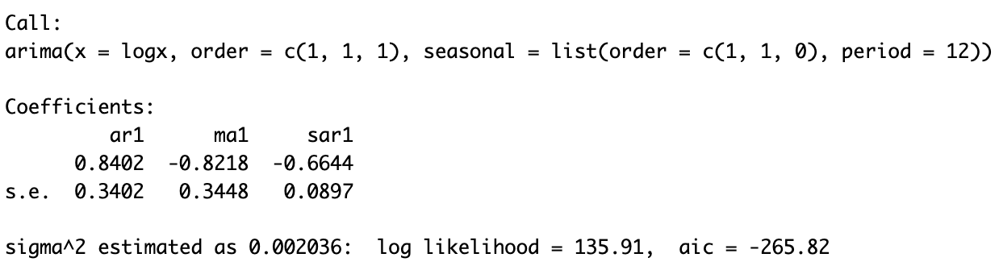 Call:
arima(x = logx, order = c(1, 1, 1), seasonal = list(order = c(1, 1, 0), period = 12))
Coefficients:
ar1 ma1 sar1
0.8402 -0.8218 -0.6644
s.e. 0.3402 0.3448 0.0897
sigma^2 estimated as 0.002036: log likelihood = 135.91, aic = -265.82